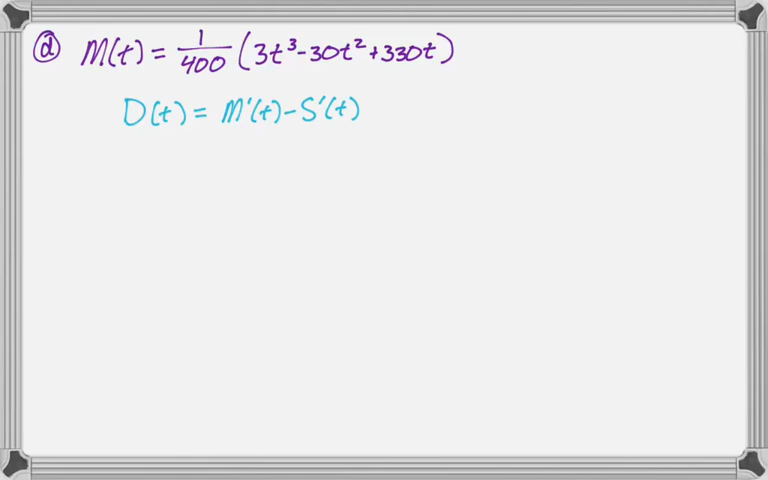 ⓓ M(t) = 1/400 (3t³-30t²+330t)
D(t) = M'(t)-S'(t)